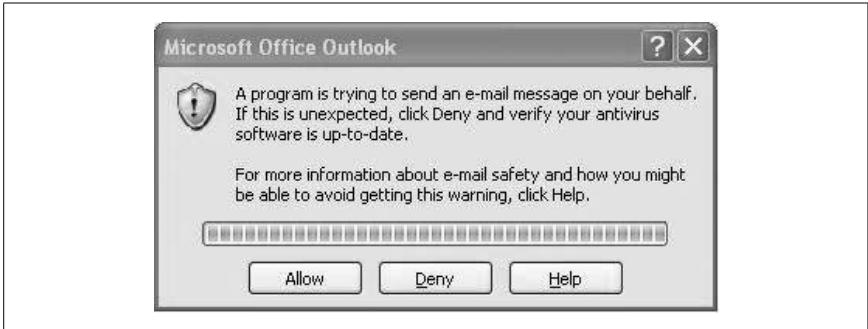 Microsoft Office Outlook
A program is trying to send an e-mail message on your behalf.
If this is unexpected, click Deny and verify your antivirus
software is up-to-date.
For more information about e-mail safety and how you might
be able to avoid getting this warning, click Help.
Allow
Deny
Help